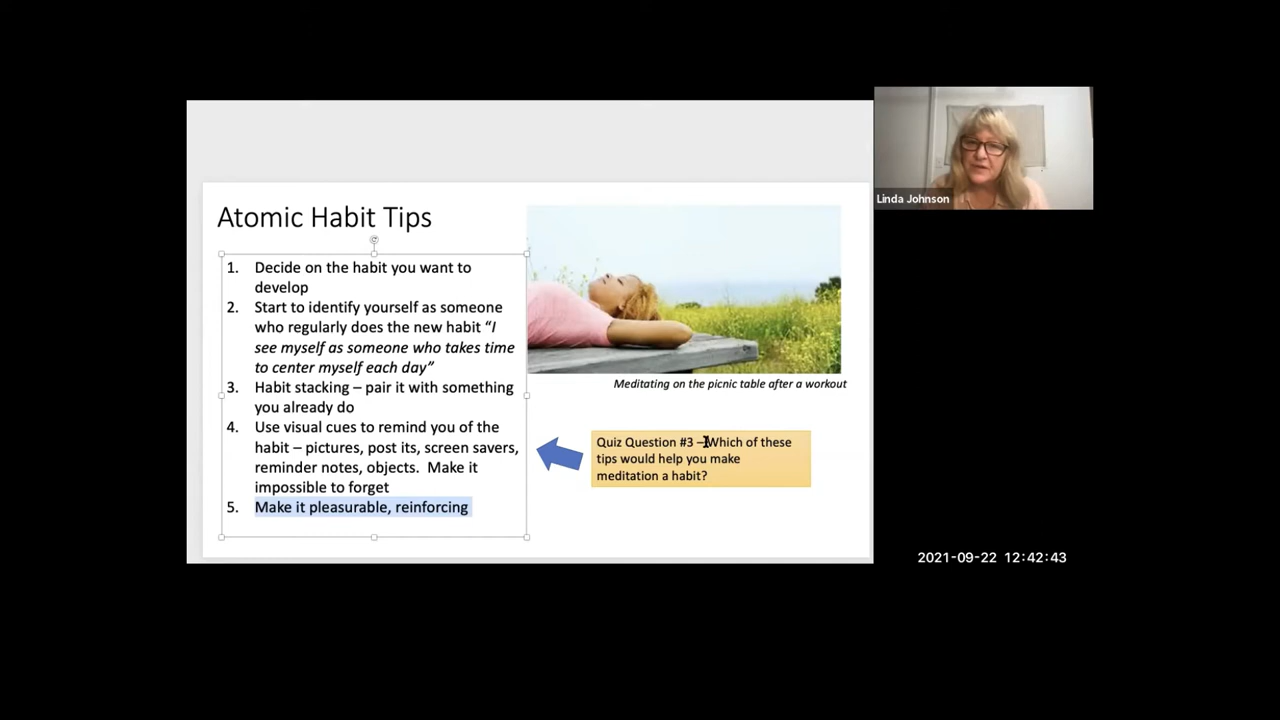 Linda Johnson
Atomic Habit Tips
1. Decide on the habit you want to
develop
2. Start to identify yourself as someone
who regularly does the new habit “I
see myself as someone who takes time
to center myself each day”
3. Habit stacking – pair it with something
you already do
4. Use visual cues to remind you of the
habit – pictures, post its, screen savers,
reminder notes, objects. Make it
impossible to forget
5. Make it pleasurable, reinforcing
Meditating on the picnic table after a workout
Quiz Question #3 – Which of these
tips would help you make
meditation a habit?
2021-09-22 12:42:43